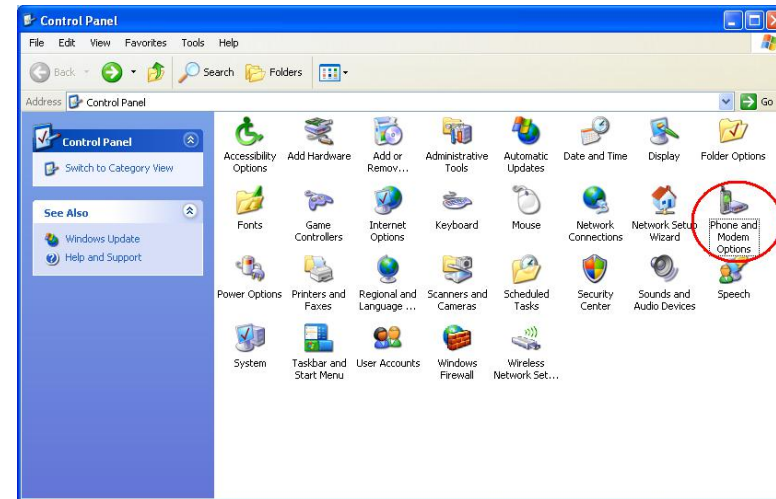 Control Panel
File Edit View Favorites Tools Help
Back Search Folders
Address Control Panel Go
Control Panel
Switch to Category View
See Also
Windows Update
Help and Support
Accessibility Options
Add Hardware
Add or Remov...
Administrative Tools
Automatic Updates
Date and Time
Display
Folder Options
Fonts
Game Controllers
Internet Options
Keyboard
Mouse
Network Connections
Network Setup Wizard
Phone and Modem Options
Power Options
Printers and Faxes
Regional and Language ...
Scanners and Cameras
Scheduled Tasks
Security Center
Sounds and Audio Devices
Speech
System
Taskbar and Start Menu
User Accounts
Windows Firewall
Wireless Network Set...